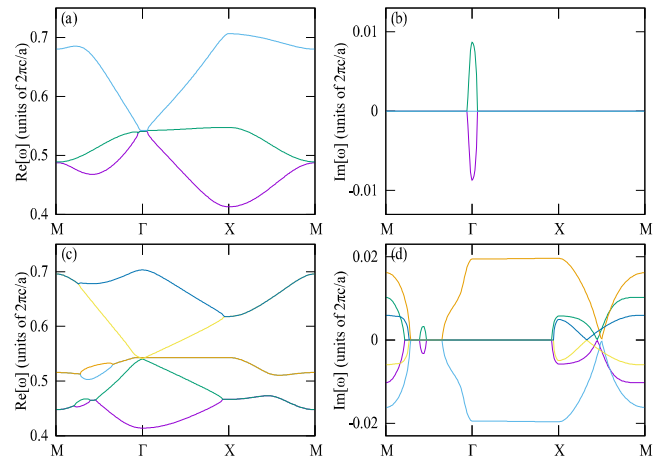 (a)
Re[ω] (units of 2πc/a)
0.7
0.6
0.5
0.4
M Γ X M
(b)
Im[ω] (units of 2πc/a)
0.01
0
-0.01
M Γ X M
(c)
Re[ω] (units of 2πc/a)
0.7
0.6
0.5
0.4
M Γ X M
(d)
Im[ω] (units of 2πc/a)
0.02
0
-0.02
M Γ X M